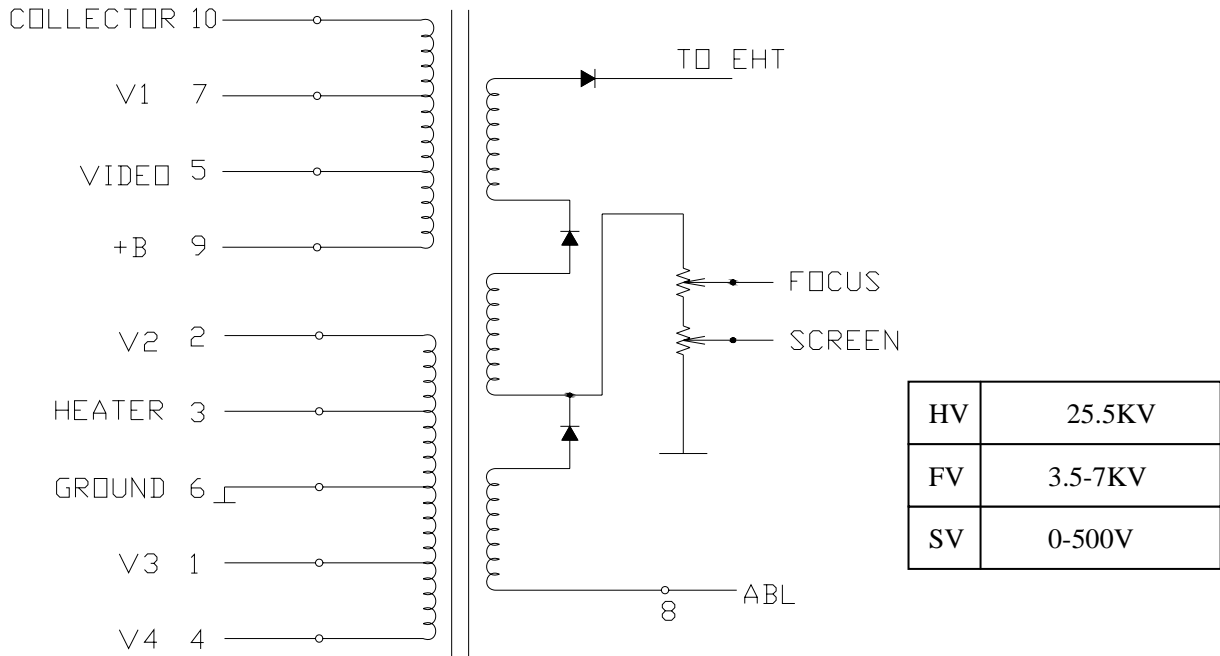 COLLECTOR 10
V1 7
VIDEO 5
+B 9
V2 2
HEATER 3
GROUND 6
V3 1
V4 4
TO EHT
FOCUS
SCREEN
8 ABL
HV 25.5KV
FV 3.5-7KV
SV 0-500V